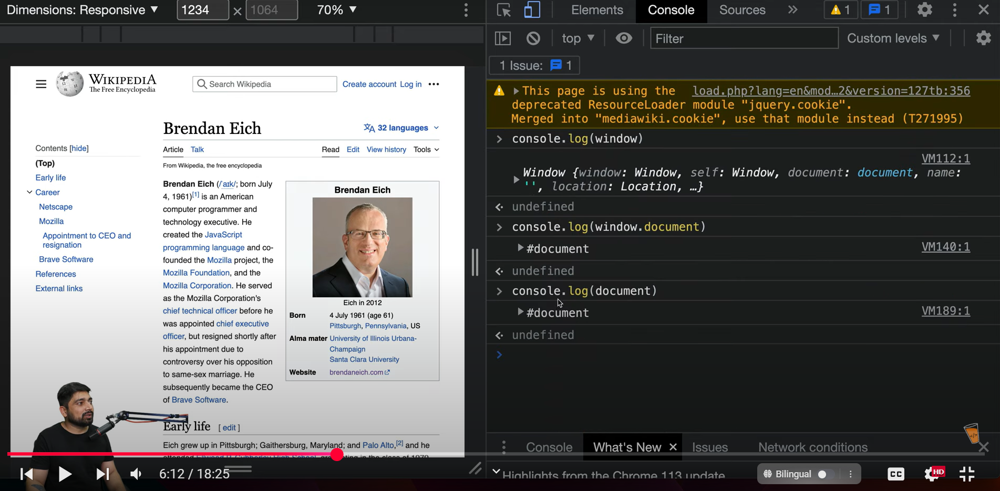 Dimensions: Responsive ▼ 1234 × 1064 70% ▼
Elements Console Sources » 1 1
top ▼ Filter Custom levels ▼
1 Issue: 1
This page is using the load.php?lang=en&mod…2&version=127tb:356
deprecated ResourceLoader module "jquery.cookie".
Merged into "mediawiki.cookie", use that module instead (T271995)
> console.log(window)
VM112:1
Window {window: Window, self: Window, document: document, name:
'', location: Location, …}
undefined
> console.log(window.document)
#document VM140:1
undefined
> console.log(document)
#document VM189:1
undefined
>
WIKIPEDIA
The Free Encyclopedia
Search Wikipedia
Create account Log in •••
Brendan Eich
32 languages
Contents [hide]
(Top)
Early life
Career
Netscape
Mozilla
Appointment to CEO and
resignation
Brave Software
References
External links
Article Talk Read Edit View history Tools
From Wikipedia, the free encyclopedia
Brendan Eich (/ˈaɪk/; born July
4, 1961)[1] is an American
computer programmer and
technology executive. He
created the JavaScript
programming language and co-
founded the Mozilla project, the
Mozilla Foundation, and the
Mozilla Corporation. He served
as the Mozilla Corporation's
chief technical officer before he
was appointed chief executive
officer, but resigned shortly after
his appointment due to
controversy over his opposition
to same-sex marriage. He
subsequently became the CEO
of Brave Software.
Brendan Eich
Eich in 2012
Born 4 July 1961 (age 61)
Pittsburgh, Pennsylvania, US
Alma mater University of Illinois Urbana-
Champaign
Santa Clara University
Website brendaneich.com
Early life [ edit ]
Eich grew up in Pittsburgh; Gaithersburg, Maryland; and Palo Alto,[2] and he
Console What's New × Issues Network conditions
Highlights from the Chrome 113 update
6:12 / 18:25
Bilingual
CC HD